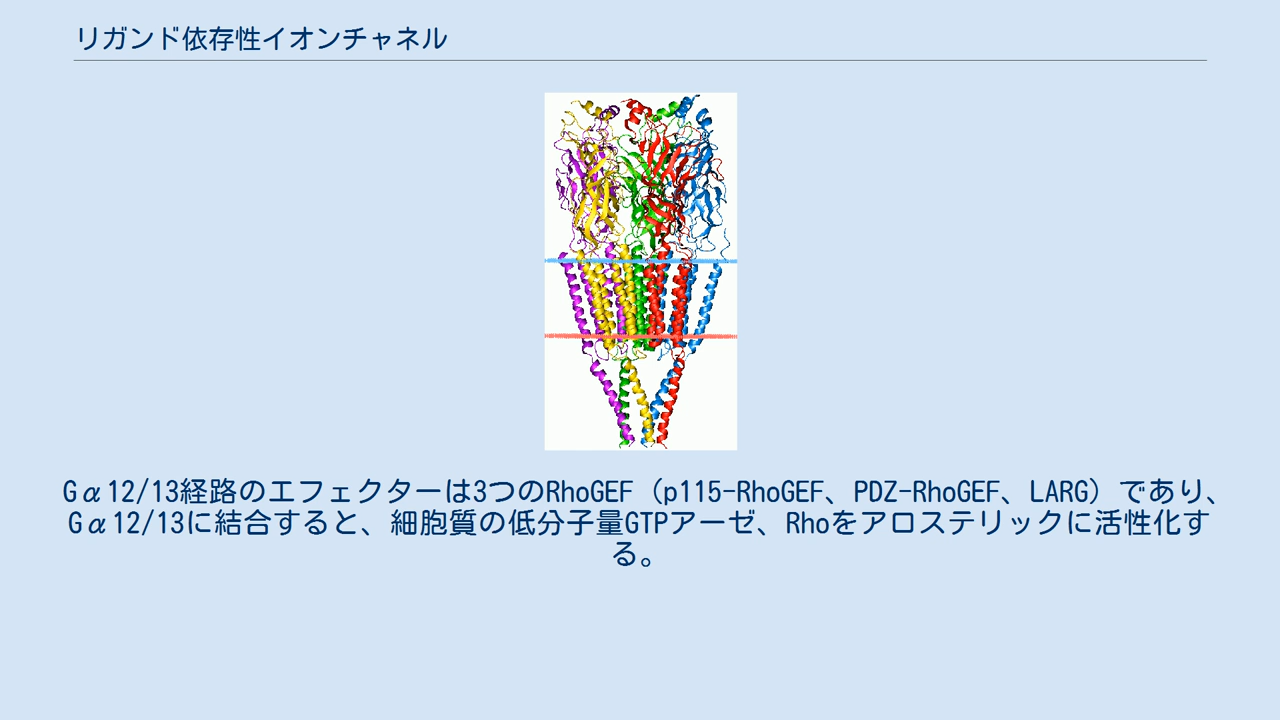 リガンド依存性イオンチャネル
Gα12/13経路のエフェクターは3つのRhoGEF（p115-RhoGEF、PDZ-RhoGEF、LARG）であり、
Gα12/13に結合すると、細胞質の低分子量GTPアーゼ、Rhoをアロステリックに活性化す
る。